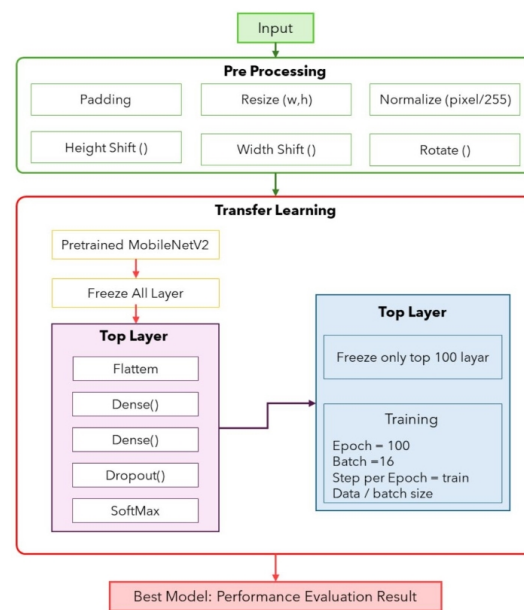 Input
Pre Processing
Padding
Resize (w,h)
Normalize (pixel/255)
Height Shift ()
Width Shift ()
Rotate ()
Transfer Learning
Pretrained MobileNetV2
Freeze All Layer
Top Layer
Flattem
Dense()
Dense()
Dropout()
SoftMax
Top Layer
Freeze only top 100 layar
Training
Epoch = 100
Batch =16
Step per Epoch = train
Data / batch size
Best Model: Performance Evaluation Result